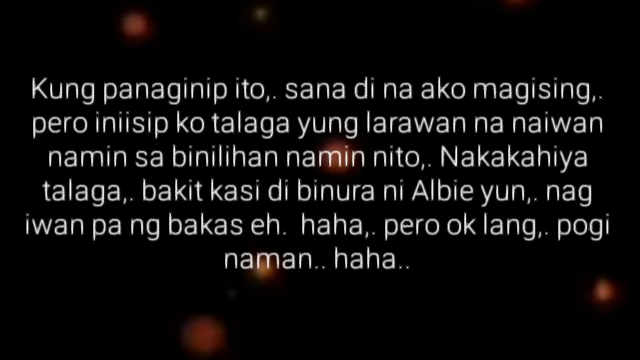 Kung panaginip ito,. sana di na ako magising,.
pero iniisip ko talaga yung larawan na naiwan
namin sa binilihan namin nito,. Nakakahiya
talaga,. bakit kasi di binura ni Albie yun,. nag
iwan pa ng bakas eh.  haha,. pero ok lang,. pogi
naman.. haha..